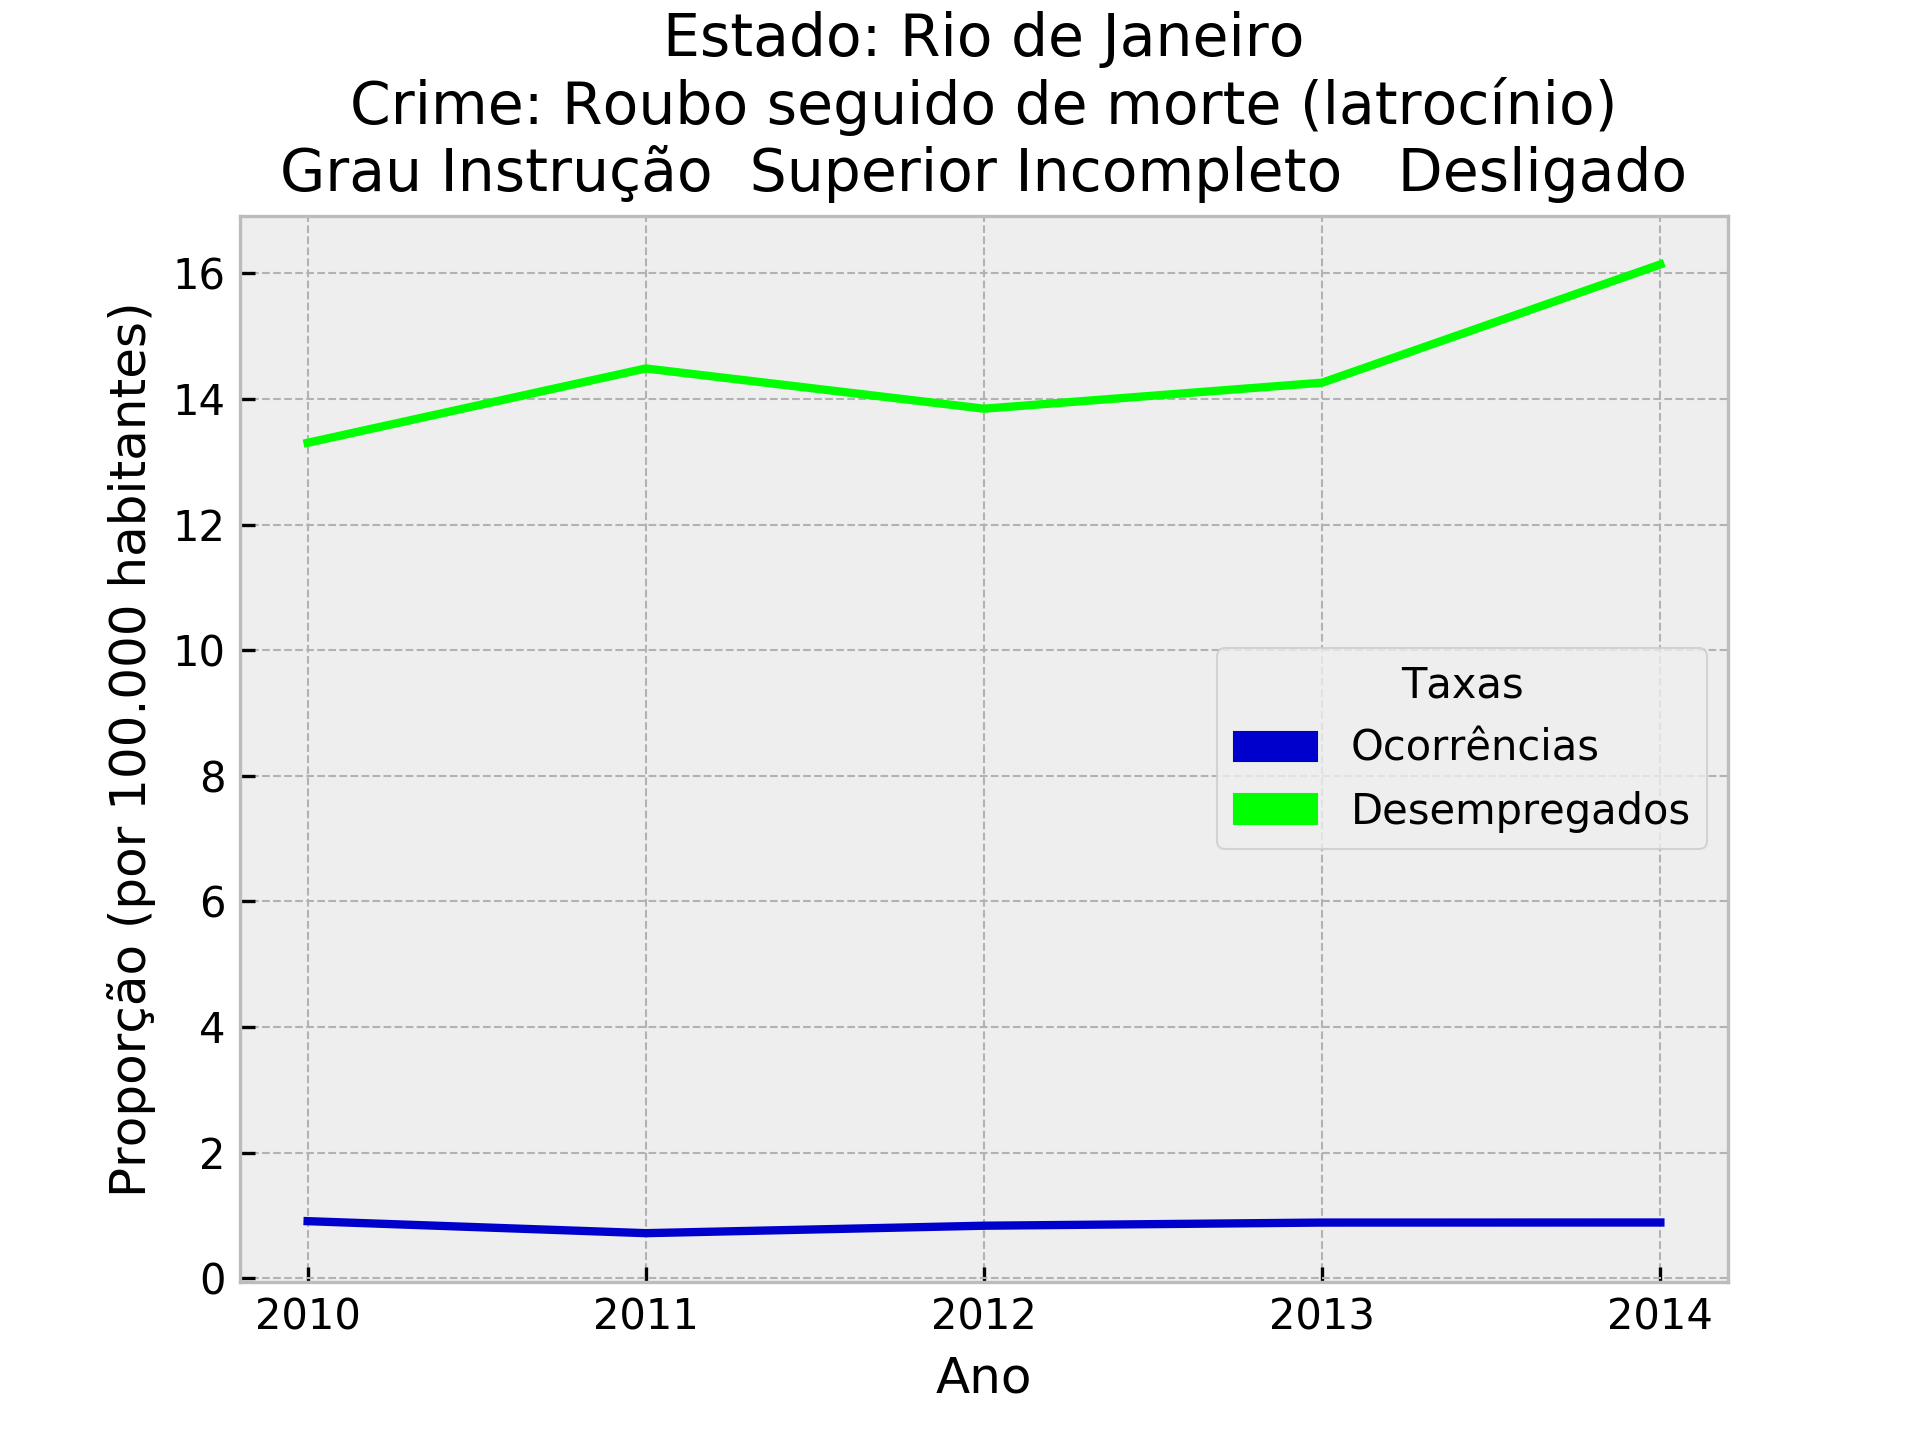 Estado: Rio de Janeiro
Crime: Roubo seguido de morte (latrocínio)
Grau Instrução  Superior Incompleto   Desligado
Proporção (por 100.000 habitantes)
16
14
12
10
8
6
4
2
0
Taxas
Ocorrências
Desempregados
2010 2011 2012 2013 2014
Ano